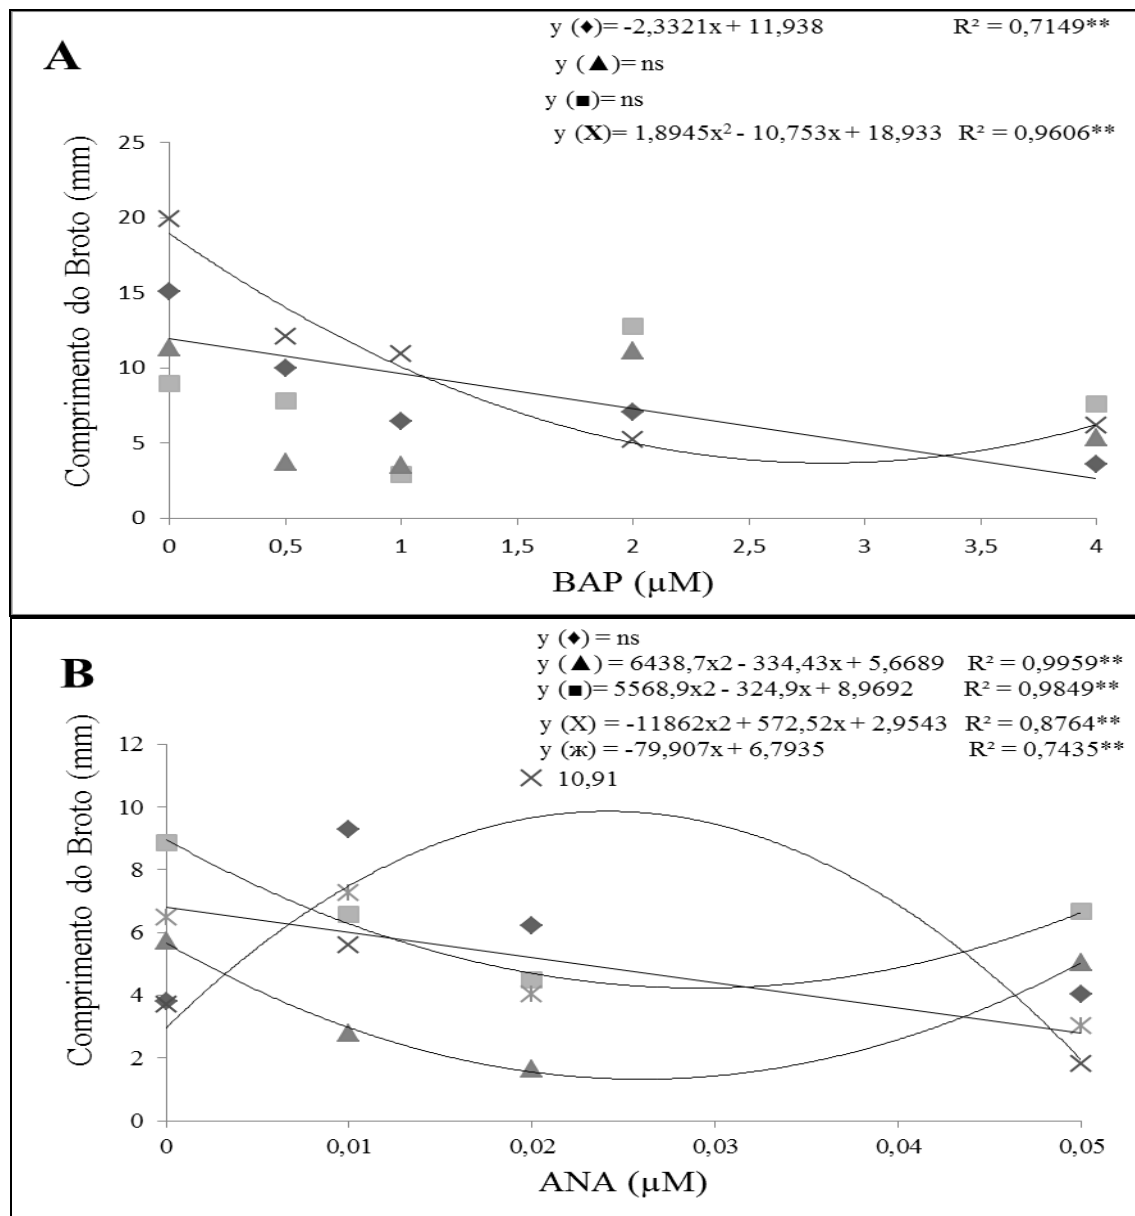 A
y (◆)= -2,3321x + 11,938 R² = 0,7149**
y (▲)= ns
y (■)= ns
y (X)= 1,8945x² - 10,753x + 18,933 R² = 0,9606**
Comprimento do Broto (mm)
25
20
15
10
5
0
0 0,5 1 1,5 2 2,5 3 3,5 4
BAP (µM)
B
y (◆) = ns
y (▲) = 6438,7x2 - 334,43x + 5,6689 R² = 0,9959**
y (■)= 5568,9x2 - 324,9x + 8,9692 R² = 0,9849**
y (X) = -11862x2 + 572,52x + 2,9543 R² = 0,8764**
y (ж) = -79,907x + 6,7935 R² = 0,7435**
10,91
Comprimento do Broto (mm)
12
10
8
6
4
2
0
0 0,01 0,02 0,03 0,04 0,05
ANA (µM)